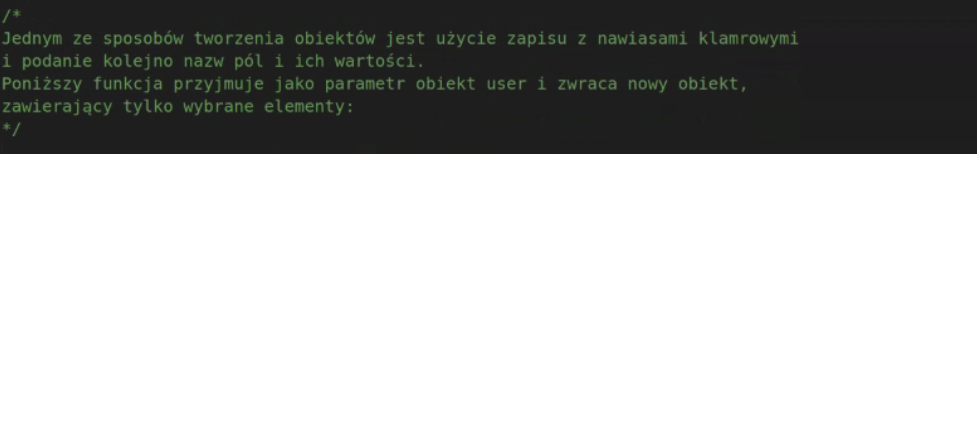 /*
Jednym ze sposobów tworzenia obiektów jest użycie zapisu z nawiasami klamrowymi
i podanie kolejno nazw pól i ich wartości.
Poniższy funkcja przyjmuje jako parametr obiekt user i zwraca nowy obiekt,
zawierający tylko wybrane elementy:
*/